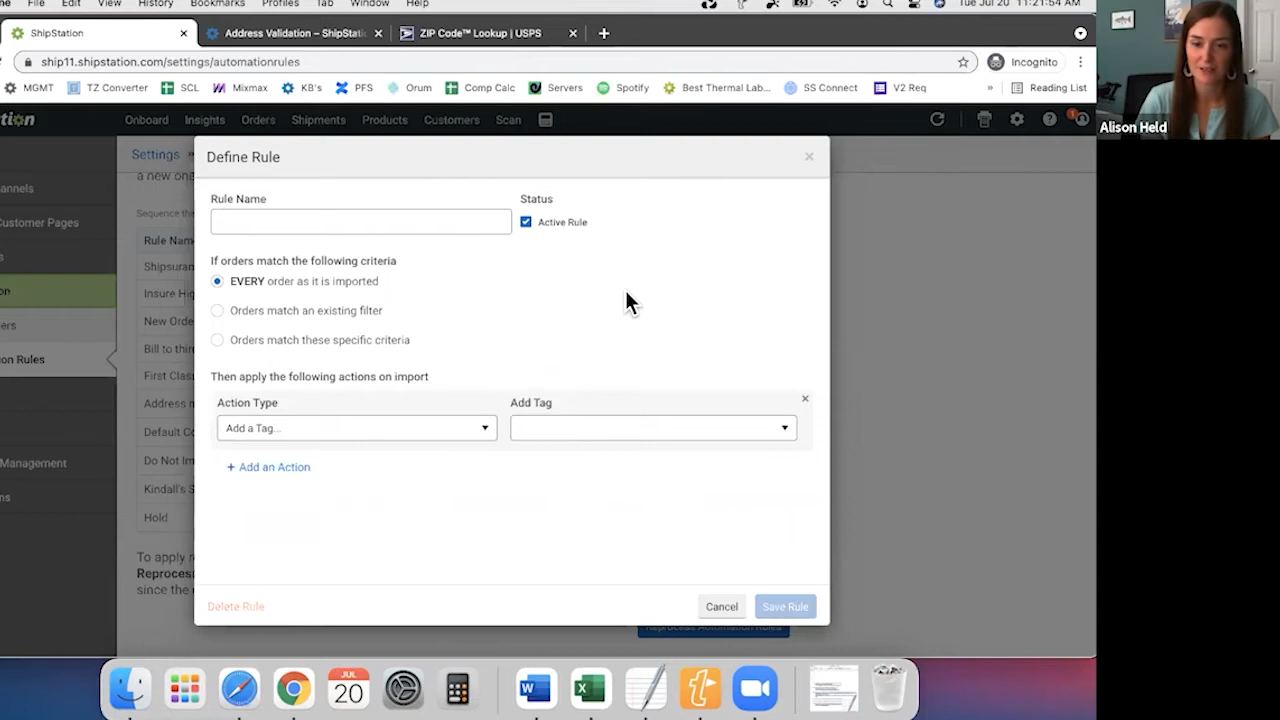 View History Bookmarks Profiles Tab Window Help Tue Jul 20 11:21:54 AM
ShipStation
Address Validation – ShipStati
ZIP Code™ Lookup | USPS
ship11.shipstation.com/settings/automationrules
Incognito
MGMT TZ Converter SCL Mixmax KB's PFS Orum Comp Calc Servers Spotify Best Thermal Lab... SS Connect V2 Req » Reading List
Alison Held
tion Onboard Insights Orders Shipments Products Customers Scan
Settings
a new one
Sequence the
Rule Nam
Shipsuran
Insure Hig
New Orde
Bill to thir
First Class
Address n
Default Co
Do Not Im
Kindall's S
Hold
To apply r
Reproces
since the
annels
ustomer Pages
s
on
ers
on Rules
Management
ns
Define Rule
Rule Name
Status
Active Rule
If orders match the following criteria
EVERY order as it is imported
Orders match an existing filter
Orders match these specific criteria
Then apply the following actions on import
Action Type
Add Tag
Add a Tag...
+ Add an Action
Delete Rule
Cancel
Save Rule
Reprocess Automation Rules
JUL
20